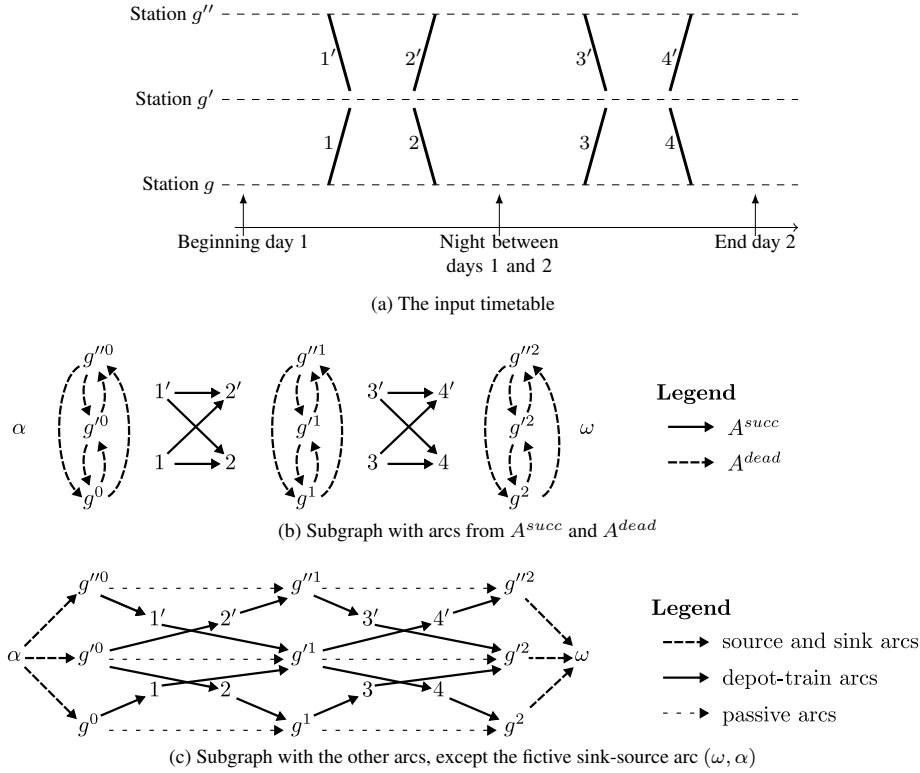 Station g″
1′ 2′ 3′ 4′
Station g′
1 2 3 4
Station g
Beginning day 1
Night between
days 1 and 2
End day 2
(a) The input timetable
g″⁰ g″¹ g″²
1′ 2′ 3′ 4′
Legend
α g′⁰ g′¹ g′² ω
A^succ
1 2 3 4
A^dead
g⁰ g¹ g²
(b) Subgraph with arcs from A^succ and A^dead
g″⁰ g″¹ g″²
1′ 2′ 3′ 4′
Legend
α g′⁰ g′¹ g′² ω
source and sink arcs
1 2 3 4
depot-train arcs
g⁰ g¹ g²
passive arcs
(c) Subgraph with the other arcs, except the fictive sink-source arc (ω, α)